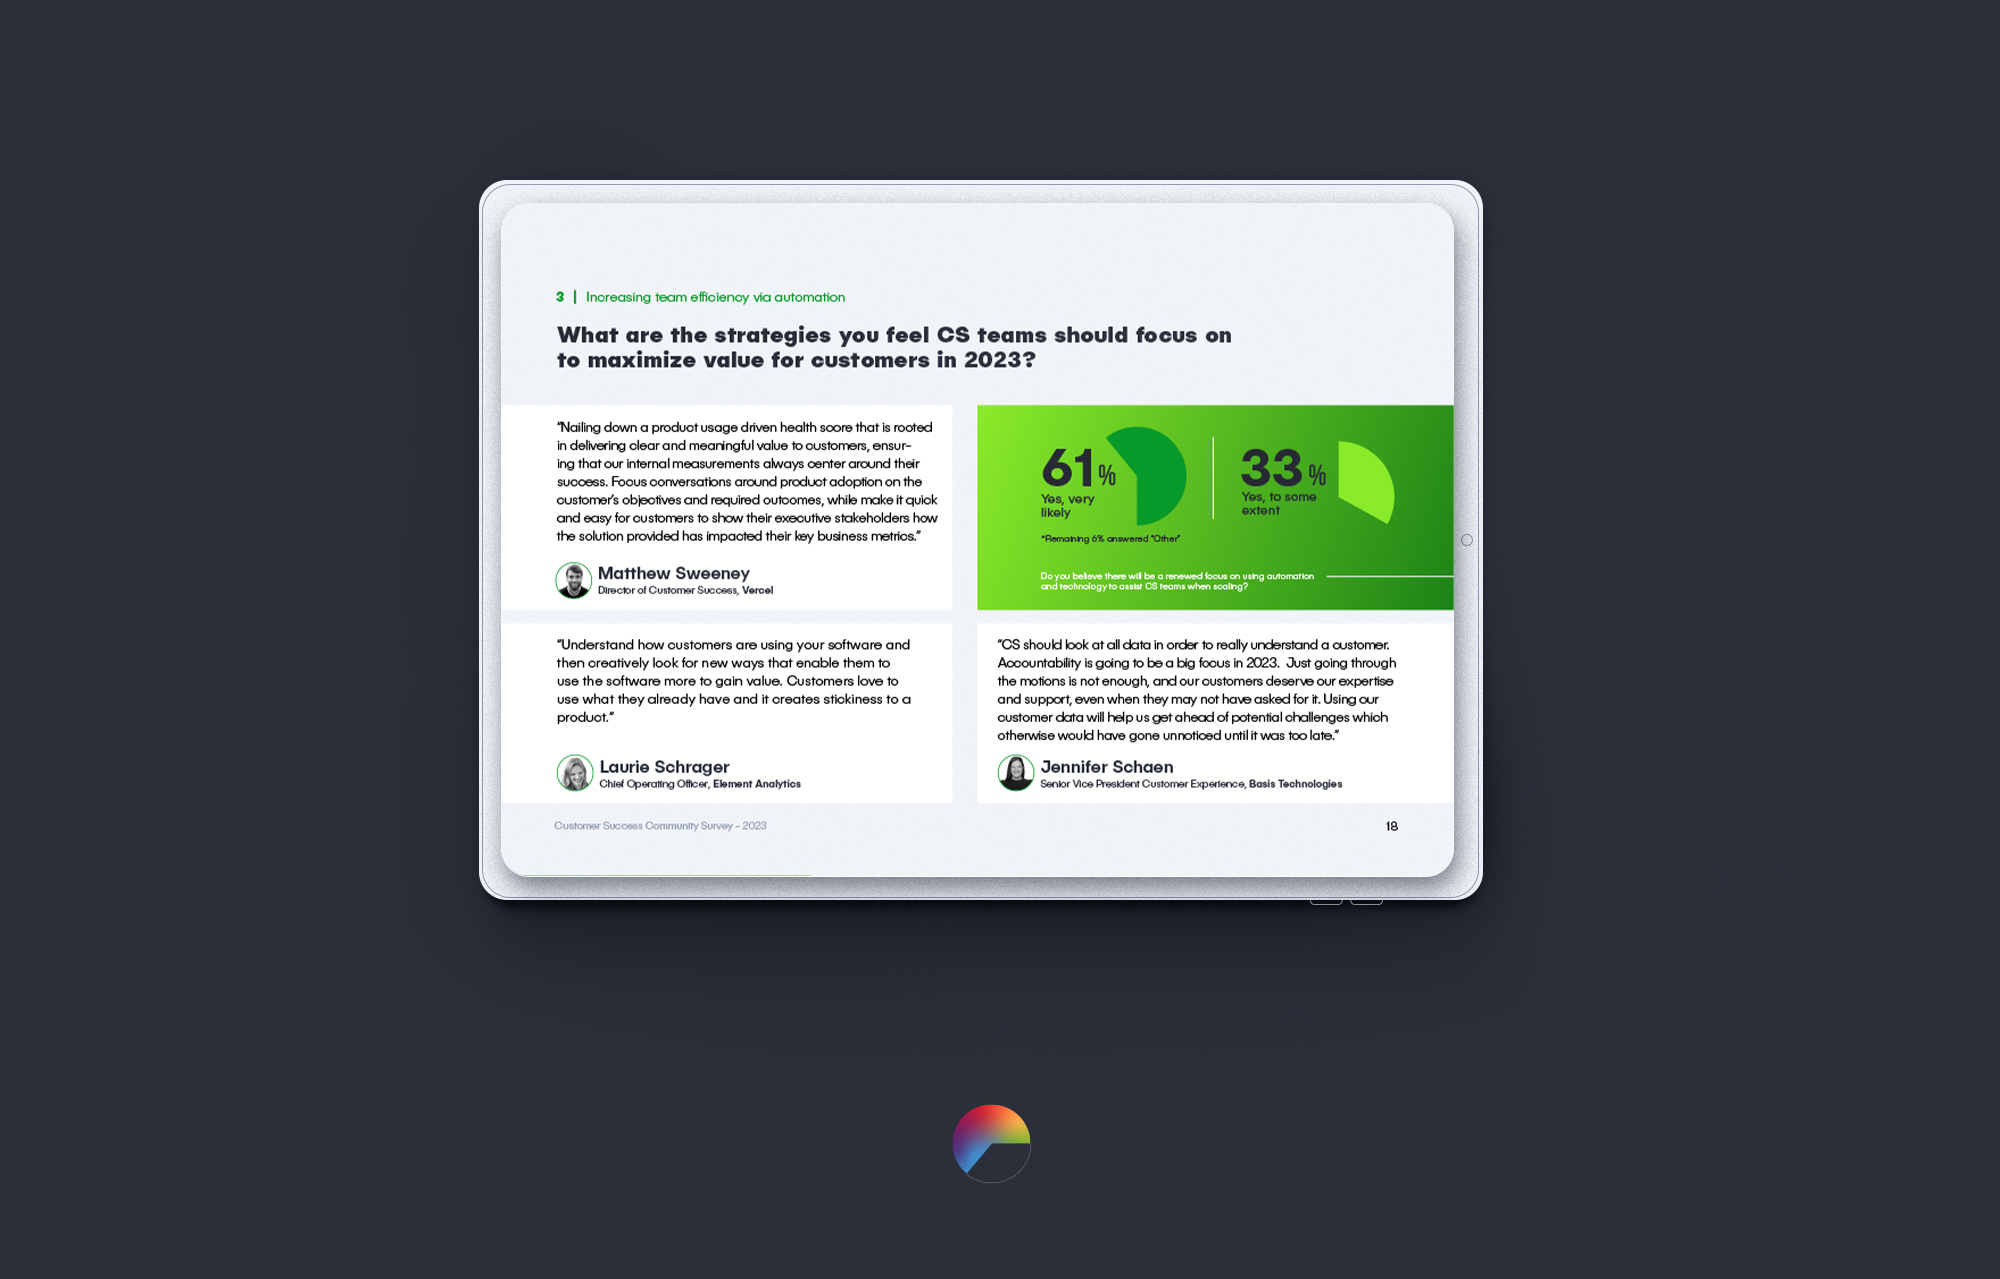 3 | Increasing team efficiency via automation
What are the strategies you feel CS teams should focus on
to maximize value for customers in 2023?
“Nailing down a product usage driven health score that is rooted
in delivering clear and meaningful value to customers, ensur-
ing that our internal measurements always center around their
success. Focus conversations around product adoption on the
customer’s objectives and required outcomes, while make it quick
and easy for customers to show their executive stakeholders how
the solution provided has impacted their key business metrics.”
Matthew Sweeney
Director of Customer Success, Vercel
61%
Yes, very
likely
33%
Yes, to some
extent
*Remaining 6% answered “Other”
Do you believe there will be a renewed focus on using automation
and technology to assist CS teams when scaling?
“Understand how customers are using your software and
then creatively look for new ways that enable them to
use the software more to gain value. Customers love to
use what they already have and it creates stickiness to a
product.”
Laurie Schrager
Chief Operating Officer, Element Analytics
“CS should look at all data in order to really understand a customer.
Accountability is going to be a big focus in 2023.  Just going through
the motions is not enough, and our customers deserve our expertise
and support, even when they may not have asked for it. Using our
customer data will help us get ahead of potential challenges which
otherwise would have gone unnoticed until it was too late.”
Jennifer Schaen
Senior Vice President Customer Experience, Basis Technologies
Customer Success Community Survey - 2023
18